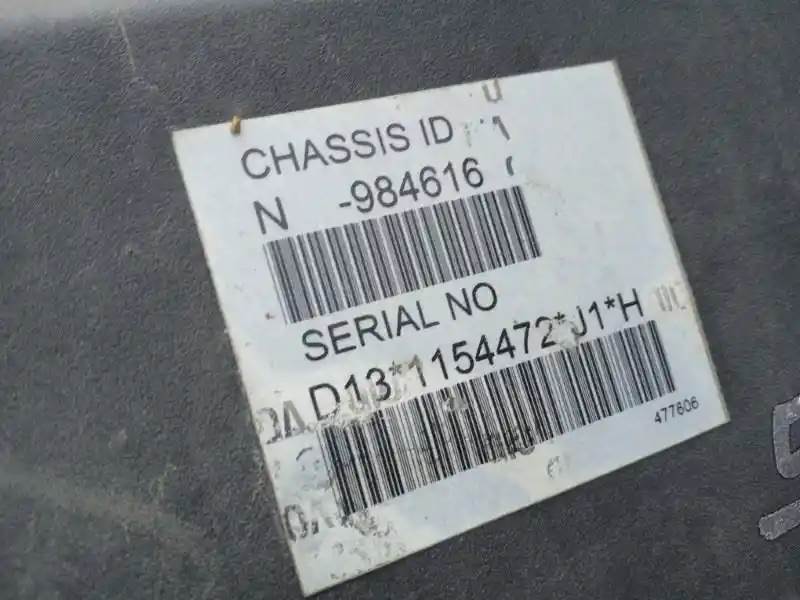 CHASSIS ID
N -984616
SERIAL NO
D13*1154472*J1*H
477606